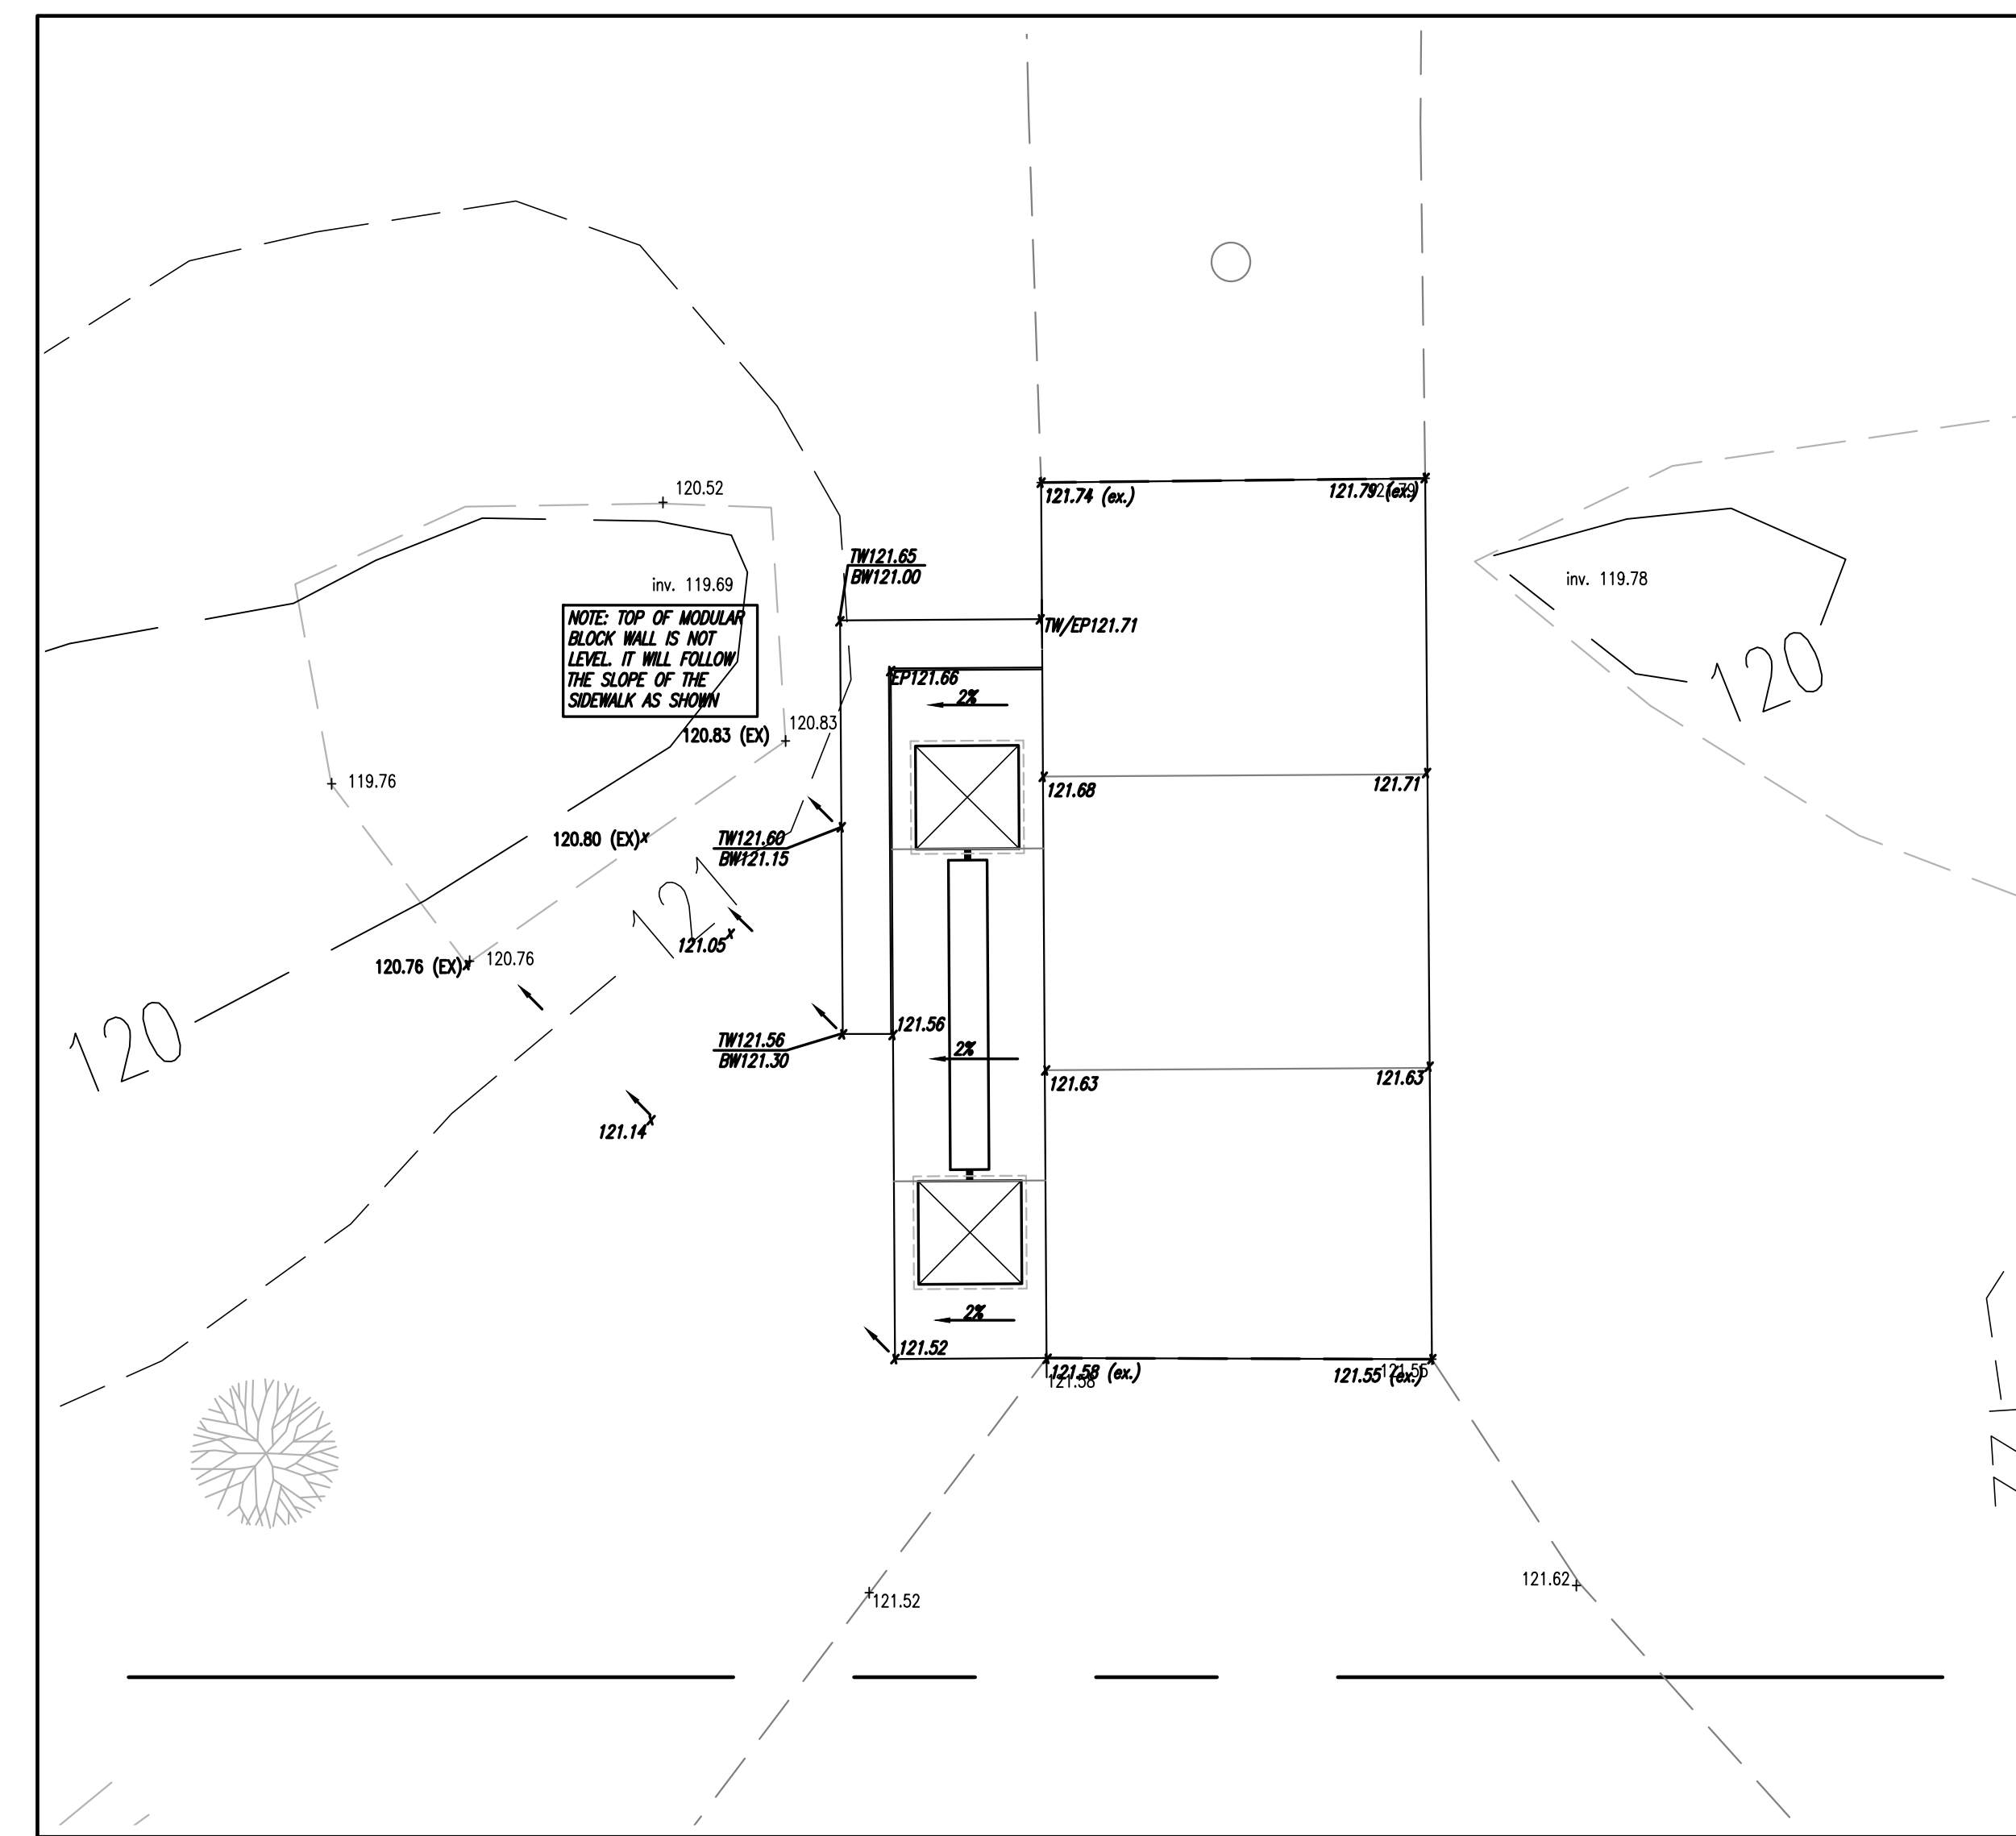 120.52
121.74 (ex.)
121.79 (ex.)
121.79
TW121.65
BW121.00
inv. 119.69
inv. 119.78
NOTE: TOP OF MODULAR
BLOCK WALL IS NOT
LEVEL. IT WILL FOLLOW
THE SLOPE OF THE
SIDEWALK AS SHOWN
TW/EP121.71
EP121.66
2%
120
120.83 (EX)
120.83
119.76
121.68
121.71
120.80 (EX)
TW121.60
BW121.15
121
121.05
120.76 (EX)
120.76
120
TW121.56
BW121.30
121.56
2%
121.63
121.63
121.14
2%
121.52
121.58 (ex.)
121.58
121.55 (ex.)
121.55
121.52
121.62